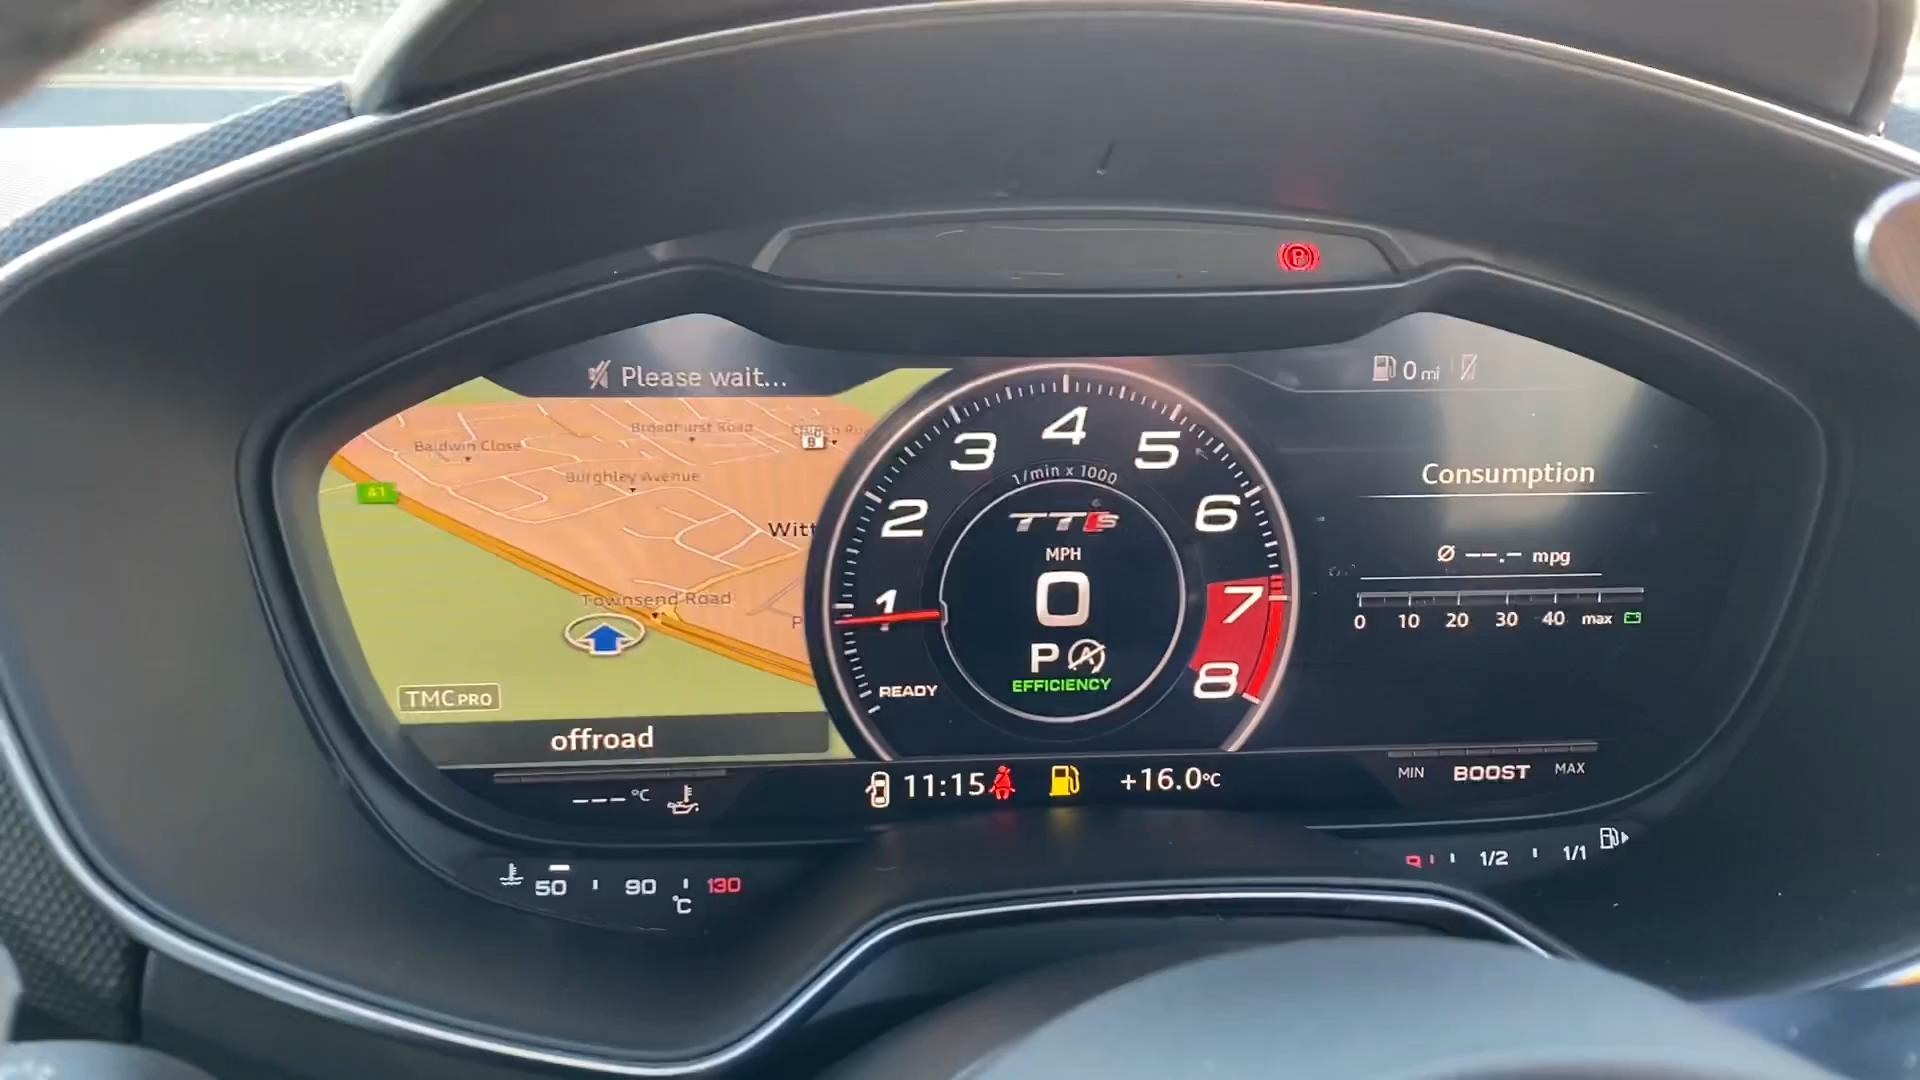 Please wait...
0 mi
Baldwin Close
Broadhurst Road
B
Burghley Avenue
A1
Witt
Townsend Road
P
TMC PRO
offroad
1 2 3 4 5 6 7 8
1/min x 1000
TTS
MPH
0
P A
EFFICIENCY
READY
Consumption
Ø --.- mpg
0 10 20 30 40 max
---°C
11:15
+16.0°C
MIN BOOST MAX
50 90 130
°C
1/2 1/1